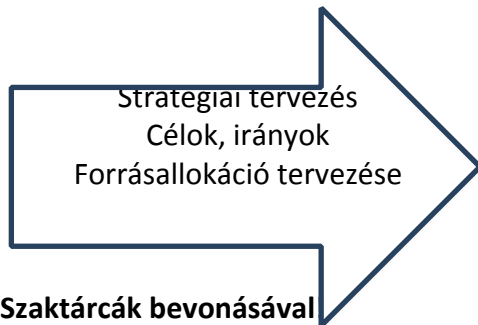 Stratégiai tervezés
Célok, irányok
Forrásallokáció tervezése
Szaktárcák bevonásával